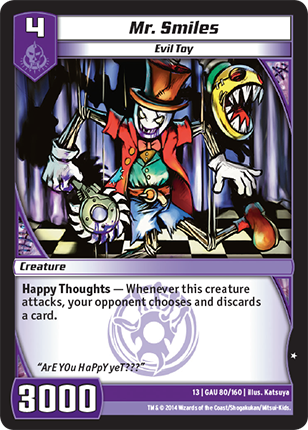 4
Mr. Smiles
Evil Toy
Creature
Happy Thoughts — Whenever this creature
attacks, your opponent chooses and discards
a card.
"ArE YOu HaPpY yeT???"
3000
13 | GAU 80/160 | Illus. Katsuya
TM & © 2014 Wizards of the Coast/Shogakukan/Mitsui-Kids.